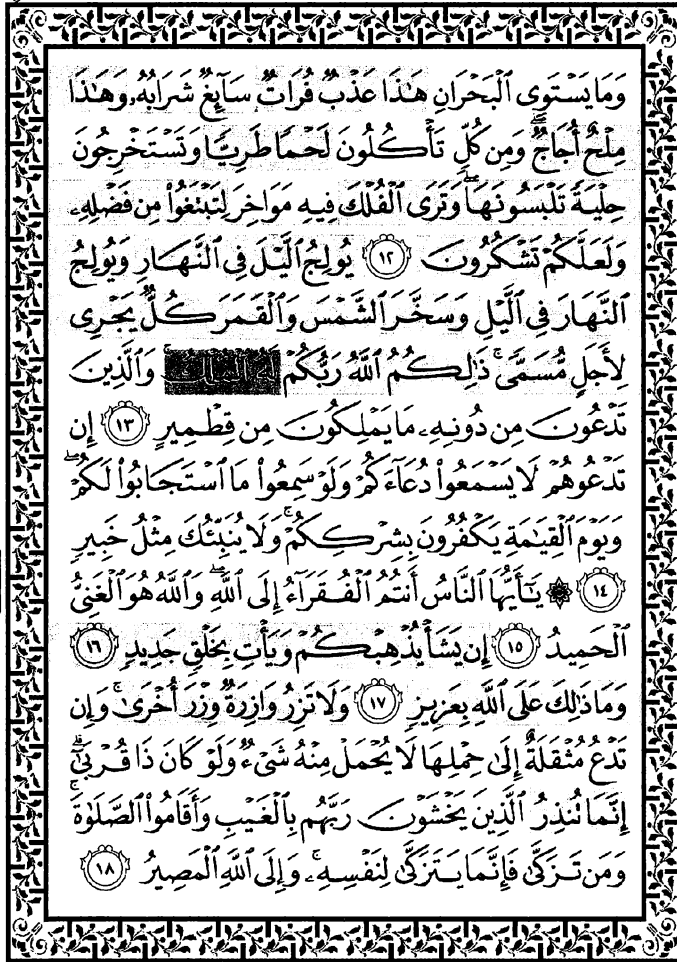 وَمَا يَسْتَوِى ٱلْبَحْرَانِ هَٰذَا عَذْبٌ فُرَاتٌ سَآئِغٌ شَرَابُهُۥ وَهَٰذَا
مِلْحٌ أُجَاجٌ ۖ وَمِن كُلٍّ تَأْكُلُونَ لَحْمًا طَرِيًّا وَتَسْتَخْرِجُونَ
حِلْيَةً تَلْبَسُونَهَا ۖ وَتَرَى ٱلْفُلْكَ فِيهِ مَوَاخِرَ لِتَبْتَغُوا۟ مِن فَضْلِهِۦ
وَلَعَلَّكُمْ تَشْكُرُونَ ١٢ يُولِجُ ٱلَّيْلَ فِى ٱلنَّهَارِ وَيُولِجُ
ٱلنَّهَارَ فِى ٱلَّيْلِ وَسَخَّرَ ٱلشَّمْسَ وَٱلْقَمَرَ كُلٌّ يَجْرِى
لِأَجَلٍ مُّسَمًّى ۚ ذَٰلِكُمُ ٱللَّهُ رَبُّكُمْ لَهُ ٱلْمُلْكُ ۚ وَٱلَّذِينَ
تَدْعُونَ مِن دُونِهِۦ مَا يَمْلِكُونَ مِن قِطْمِيرٍ ١٣ إِن
تَدْعُوهُمْ لَا يَسْمَعُوا۟ دُعَآءَكُمْ وَلَوْ سَمِعُوا۟ مَا ٱسْتَجَابُوا۟ لَكُمْ ۖ
وَيَوْمَ ٱلْقِيَٰمَةِ يَكْفُرُونَ بِشِرْكِكُمْ ۚ وَلَا يُنَبِّئُكَ مِثْلُ خَبِيرٍ
١٤ ۞ يَٰٓأَيُّهَا ٱلنَّاسُ أَنتُمُ ٱلْفُقَرَآءُ إِلَى ٱللَّهِ ۖ وَٱللَّهُ هُوَ ٱلْغَنِىُّ
ٱلْحَمِيدُ ١٥ إِن يَشَأْ يُذْهِبْكُمْ وَيَأْتِ بِخَلْقٍ جَدِيدٍ ١٦
وَمَا ذَٰلِكَ عَلَى ٱللَّهِ بِعَزِيزٍ ١٧ وَلَا تَزِرُ وَازِرَةٌ وِزْرَ أُخْرَىٰ ۚ وَإِن
تَدْعُ مُثْقَلَةٌ إِلَىٰ حِمْلِهَا لَا يُحْمَلْ مِنْهُ شَىْءٌ وَلَوْ كَانَ ذَا قُرْبَىٰٓ ۗ
إِنَّمَا تُنذِرُ ٱلَّذِينَ يَخْشَوْنَ رَبَّهُم بِٱلْغَيْبِ وَأَقَامُوا۟ ٱلصَّلَوٰةَ ۚ
وَمَن تَزَكَّىٰ فَإِنَّمَا يَتَزَكَّىٰ لِنَفْسِهِۦ ۚ وَإِلَى ٱللَّهِ ٱلْمَصِيرُ ١٨